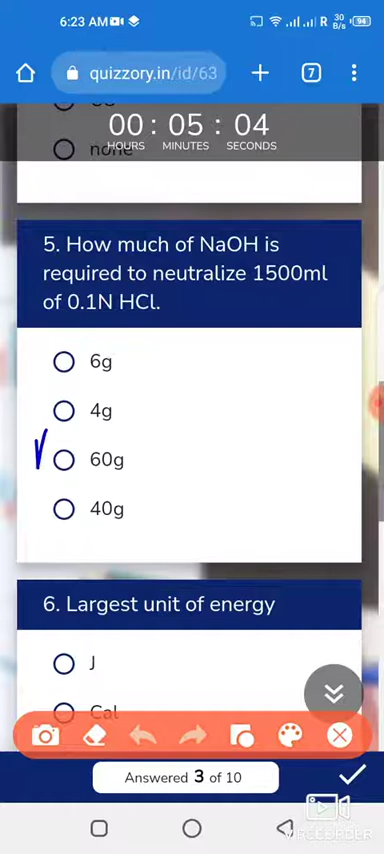 6:23 AM
R
30
B/s
94
quizzory.in/id/63
7
00 : 05 : 04
HOURS MINUTES SECONDS
none
5. How much of NaOH is
required to neutralize 1500ml
of 0.1N HCl.
6g
4g
60g
40g
6. Largest unit of energy
J
Cal
Answered 3 of 10